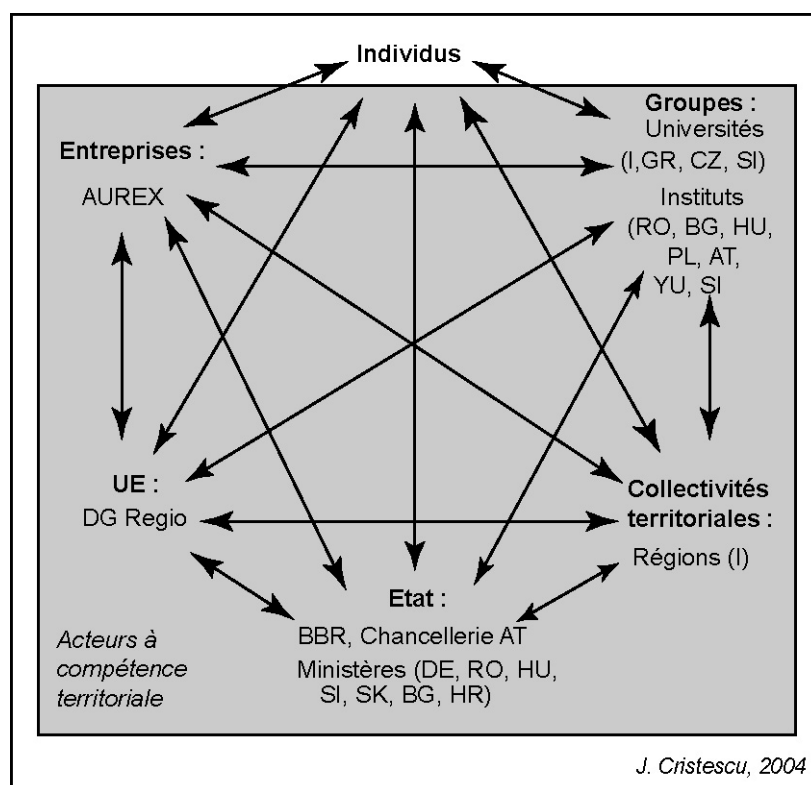 Individus
Groupes :
Universités
(I,GR, CZ, SI)
Instituts
(RO, BG, HU,
PL, AT,
YU, SI
Entreprises :
AUREX
UE :
DG Regio
Collectivités
territoriales :
Régions (I)
Etat :
BBR, Chancellerie AT
Ministères (DE, RO, HU,
SI, SK, BG, HR)
Acteurs à
compétence
territoriale
J. Cristescu, 2004